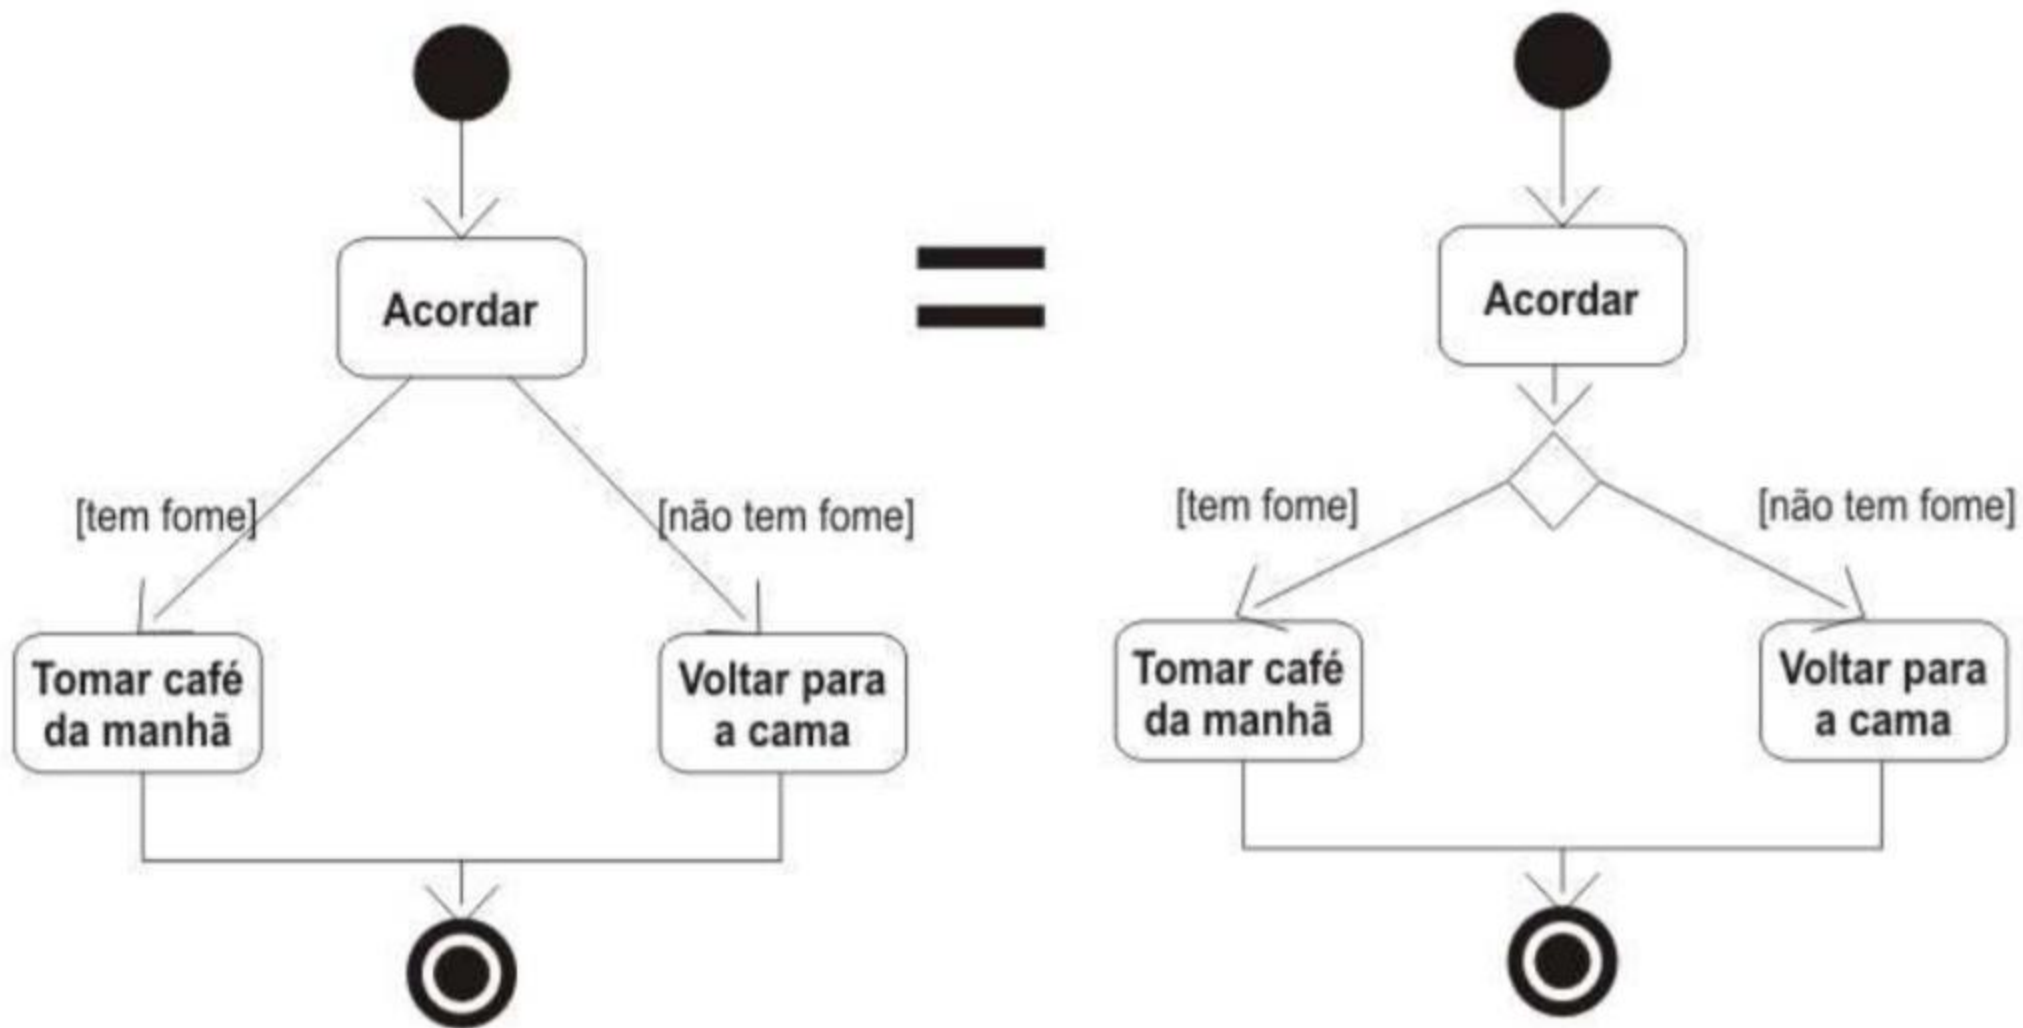 Acordar
[tem fome]
[não tem fome]
Tomar café
da manhã
Voltar para
a cama
Acordar
[tem fome]
[não tem fome]
Tomar café
da manhã
Voltar para
a cama